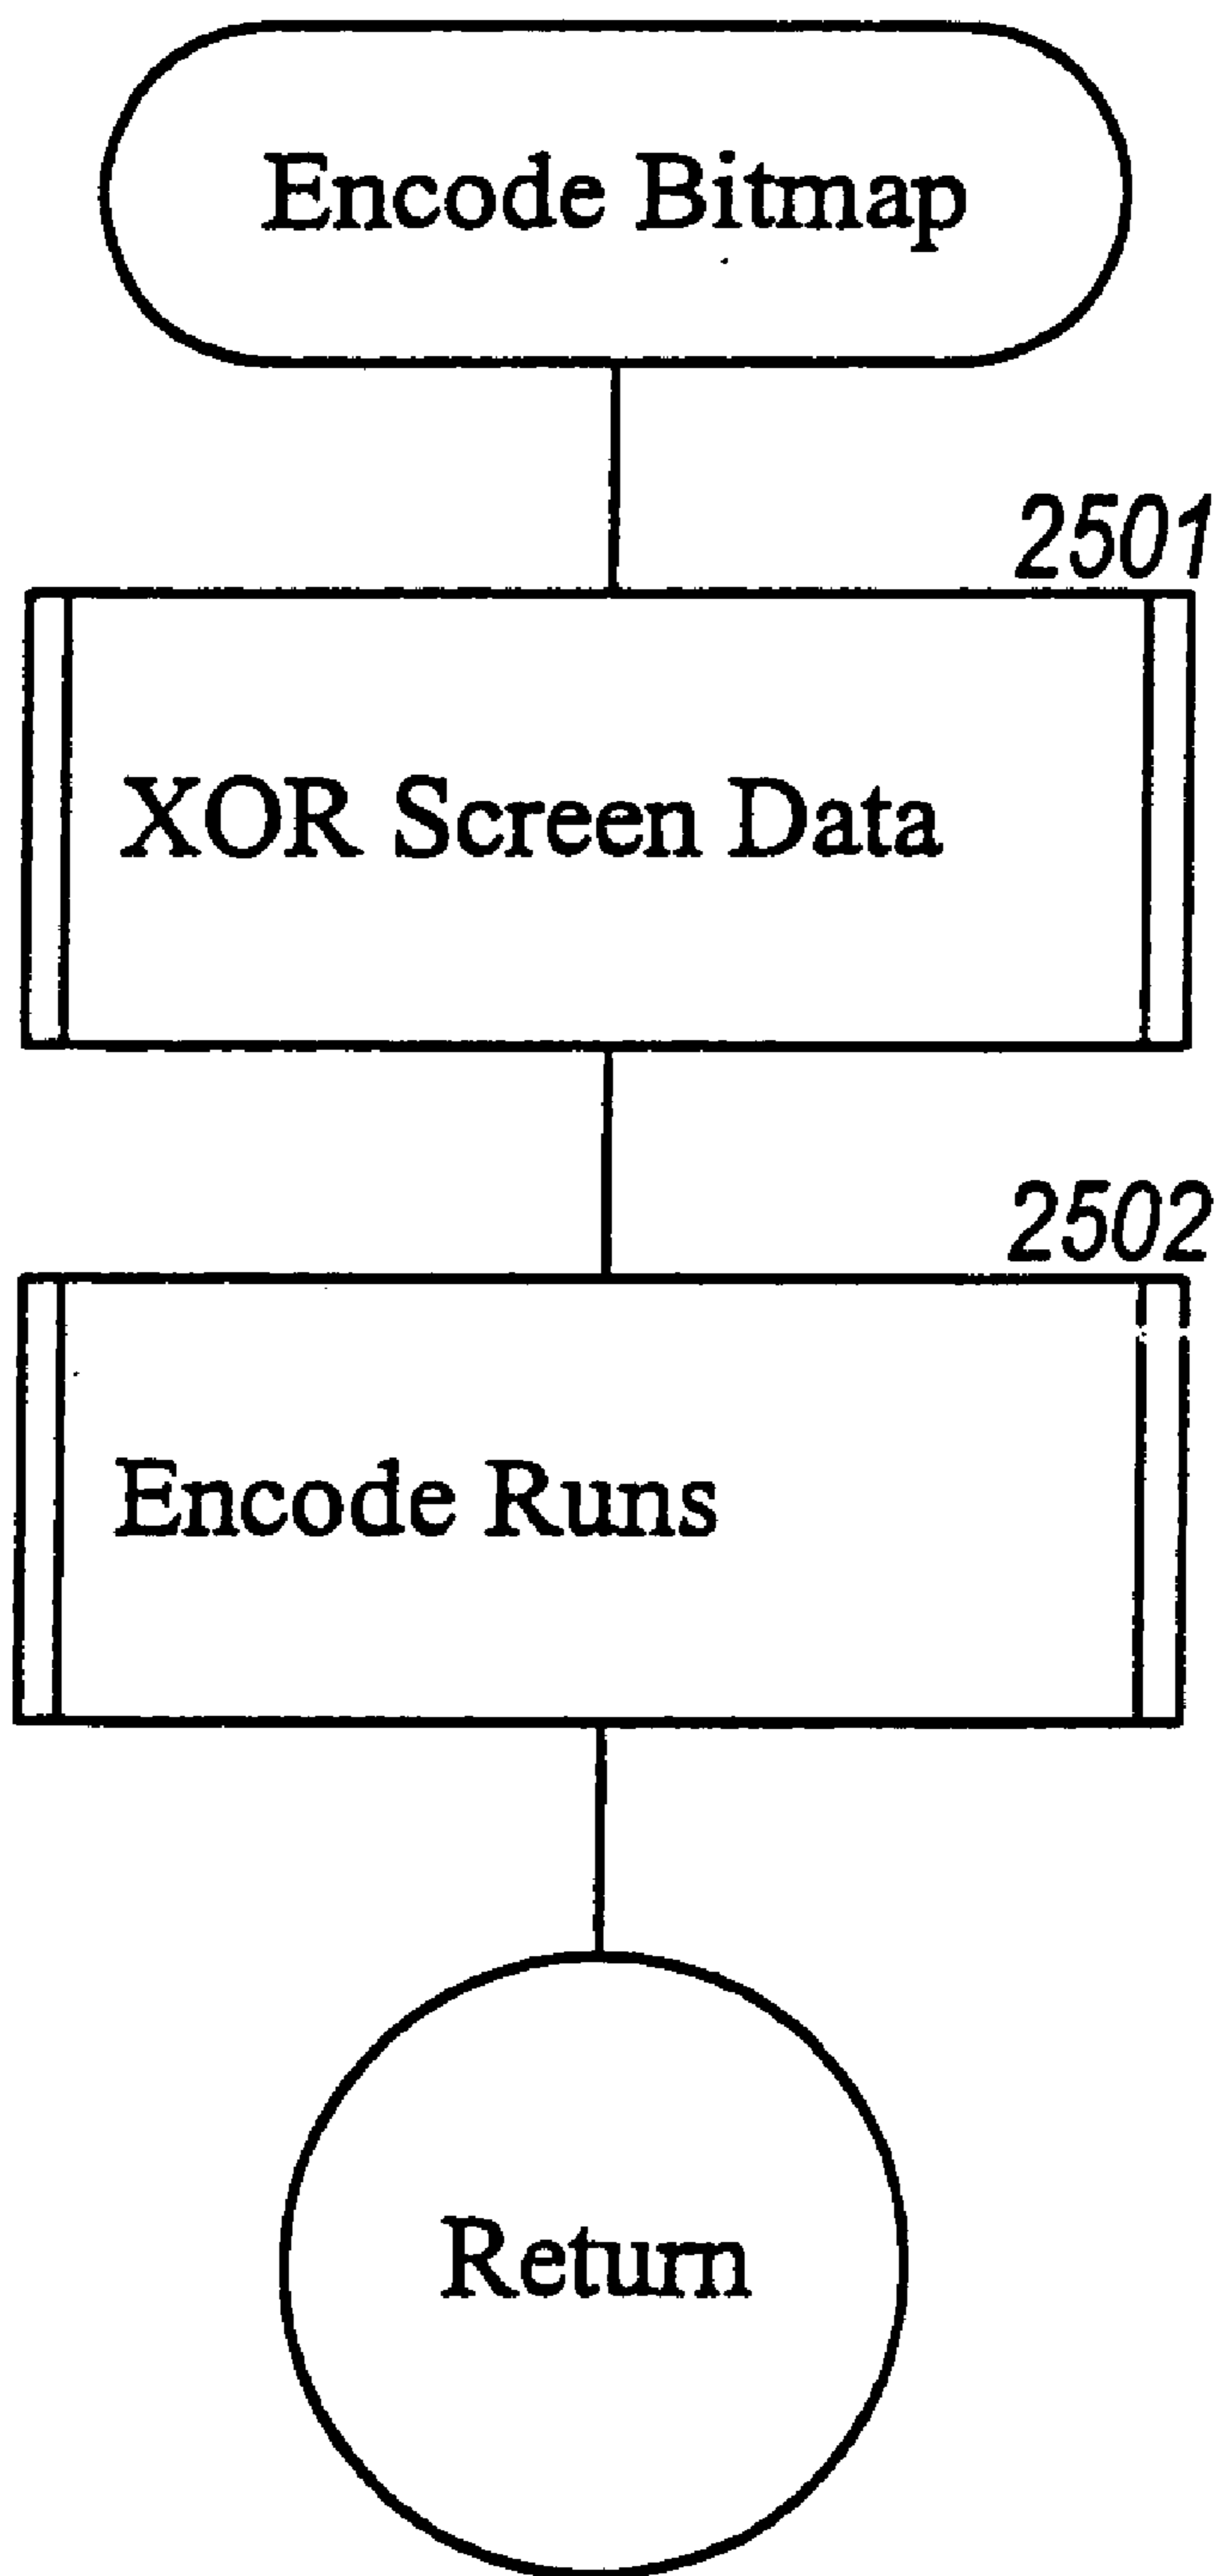 Encode Bitmap
2501
XOR Screen Data
2502
Encode Runs
Return